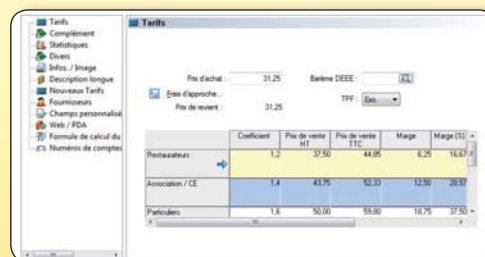 Tarifs
Complément
Statistiques
Divers
Infos. / Image
Description longue
Nouveaux Tarifs
Fournisseurs
Champs personnalisé
Web / PDA
Formule de calcul du
Numéros de comptes
Tarifs
Prix d'achat : 31,25 Barème DEEE :
Frais d'approche... TPF : Exo.
Prix de revient : 31,25
Coefficient Prix de vente HT Prix de vente TTC Marge Marge (%)
Restaurateurs 1,2 37,50 44,85 6,25 16,67
Association / CE 1,4 43,75 52,33 12,50 28,57
Particuliers 1,6 50,00 59,80 18,75 37,50